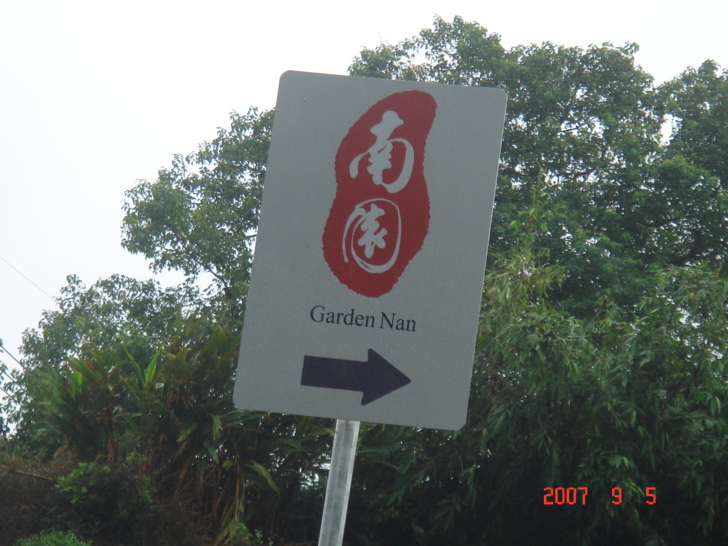 南
園
Garden Nan
2007 9 5